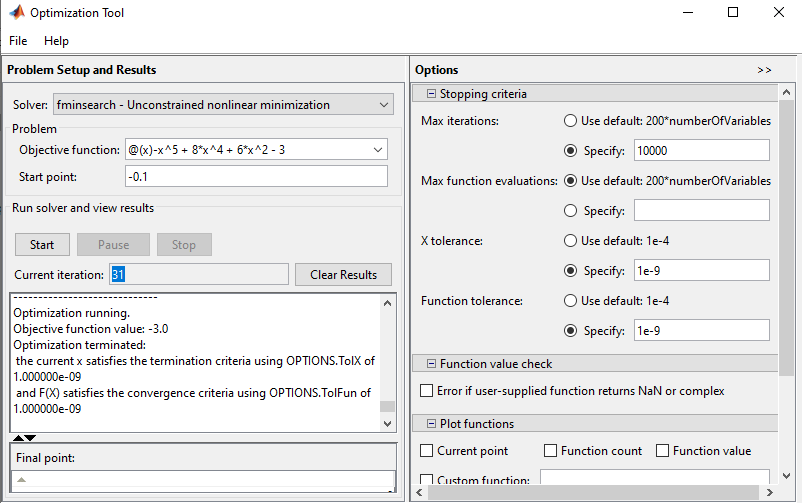 Optimization Tool
File Help
Problem Setup and Results
Solver: fminsearch - Unconstrained nonlinear minimization
Problem
Objective function: @(x)-x^5 + 8*x^4 + 6*x^2 - 3
Start point: -0.1
Run solver and view results
Start Pause Stop
Current iteration: 31 Clear Results
------------------------------
Optimization running.
Objective function value: -3.0
Optimization terminated:
the current x satisfies the termination criteria using OPTIONS.TolX of
1.000000e-09
and F(X) satisfies the convergence criteria using OPTIONS.TolFun of
1.000000e-09
Final point:
Options >>
Stopping criteria
Max iterations: Use default: 200*numberOfVariables
Specify: 10000
Max function evaluations: Use default: 200*numberOfVariables
Specify:
X tolerance: Use default: 1e-4
Specify: 1e-9
Function tolerance: Use default: 1e-4
Specify: 1e-9
Function value check
Error if user-supplied function returns NaN or complex
Plot functions
Current point Function count Function value
Custom function: